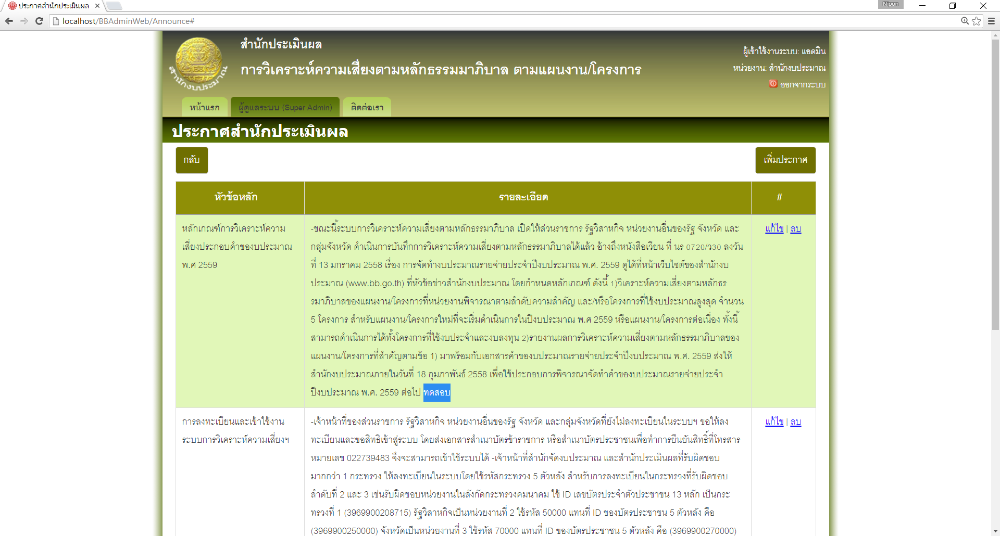 ประกาศสำนักประเมินผล
Nipon
localhost/BBAdminWeb/Announce#
สำนักงบประมาณ
สำนักประเมินผล
การวิเคราะห์ความเสี่ยงตามหลักธรรมมาภิบาล ตามแผนงาน/โครงการ
ผู้เข้าใช้งานระบบ: แอดมิน
หน่วยงาน: สำนักงบประมาณ
ออกจากระบบ
หน้าแรก ผู้ดูแลระบบ (Super Admin) ติดต่อเรา
ประกาศสำนักประเมินผล
กลับ เพิ่มประกาศ
หัวข้อหลัก รายละเอียด #
หลักเกณฑ์การวิเคราะห์ความ
เสี่ยงประกอบคำของบประมาณ
พ.ศ 2559
-ขณะนี้ระบบการวิเคราะห์ความเสี่ยงตามหลักธรรมาภิบาล เปิดให้ส่วนราชการ รัฐวิสาหกิจ หน่วยงานอื่นของรัฐ จังหวัด และ
กลุ่มจังหวัด ดำเนินการบันทึกการวิเคราะห์ความเสี่ยงตามหลักธรรมาภิบาลได้แล้ว อ้างถึงหนังสือเวียน ที่ นร 0720/ว30 ลงวัน
ที่ 13 มกราคม 2558 เรื่อง การจัดทำงบประมาณรายจ่ายประจำปีงบประมาณ พ.ศ. 2559 ดูได้ที่หน้าเว็บไซต์ของสำนักงบ
ประมาณ (www.bb.go.th) ที่หัวข้อข่าวสำนักงบประมาณ โดยกำหนดหลักเกณฑ์ ดังนี้ 1)วิเคราะห์ความเสี่ยงตามหลักธร
รมาภิบาลของแผนงาน/โครงการที่หน่วยงานพิจารณาตามลำดับความสำคัญ และ/หรือโครงการที่ใช้งบประมาณสูงสุด จำนวน
5 โครงการ สำหรับแผนงาน/โครงการใหม่ที่จะเริ่มดำเนินการในปีงบประมาณ พ.ศ 2559 หรือแผนงาน/โครงการต่อเนื่อง ทั้งนี้
สามารถดำเนินการได้ทั้งโครงการที่ใช้งบประจำและงบลงทุน 2)รายงานผลการวิเคราะห์ความเสี่ยงตามหลักธรรมาภิบาลของ
แผนงาน/โครงการที่สำคัญตามข้อ 1) มาพร้อมกับเอกสารคำของบประมาณรายจ่ายประจำปีงบประมาณ พ.ศ. 2559 ส่งให้
สำนักงบประมาณภายในวันที่ 18 กุมภาพันธ์ 2558 เพื่อใช้ประกอบการพิจารณาจัดทำคำของบประมาณรายจ่ายประจำ
ปีงบประมาณ พ.ศ. 2559 ต่อไป ทดสอบ
แก้ไข | ลบ
การลงทะเบียนและเข้าใช้งาน
ระบบการวิเคราะห์ความเสี่ยงฯ
-เจ้าหน้าที่ของส่วนราชการ รัฐวิสาหกิจ หน่วยงานอื่นของรัฐ จังหวัด และกลุ่มจังหวัดที่ยังไม่ลงทะเบียนในระบบฯ ขอให้ลง
ทะเบียนและขอสิทธิเข้าสู่ระบบ โดยส่งเอกสารสำเนาบัตรข้าราชการ หรือสำเนาบัตรประชาชนเพื่อทำการยืนยันสิทธิ์ที่โทรสาร
หมายเลข 022739483 จึงจะสามารถเข้าใช้ระบบได้ -เจ้าหน้าที่สำนักจัดงบประมาณ และสำนักประเมินผลที่รับผิดชอบ
มากกว่า 1 กระทรวง ให้ลงทะเบียนในระบบโดยใช้รหัสกระทรวง 5 ตัวหลัง สำหรับการลงทะเบียนในกระทรวงที่รับผิดชอบ
ลำดับที่ 2 และ 3 เช่นรับผิดชอบหน่วยงานในสังกัดกระทรวงคมนาคม ใช้ ID เลขบัตรประจำตัวประชาชน 13 หลัก เป็นกระ
ทรวงที่ 1 (3969900208715) รัฐวิสาหกิจเป็นหน่วยงานที่ 2 ใช้รหัส 50000 แทนที่ ID ของบัตรประชาชน 5 ตัวหลัง คือ
(3969900250000) จังหวัดเป็นหน่วยงานที่ 3 ใช้รหัส 70000 แทนที่ ID ของบัตรประชาชน 5 ตัวหลัง คือ (3969900270000)
แก้ไข | ลบ